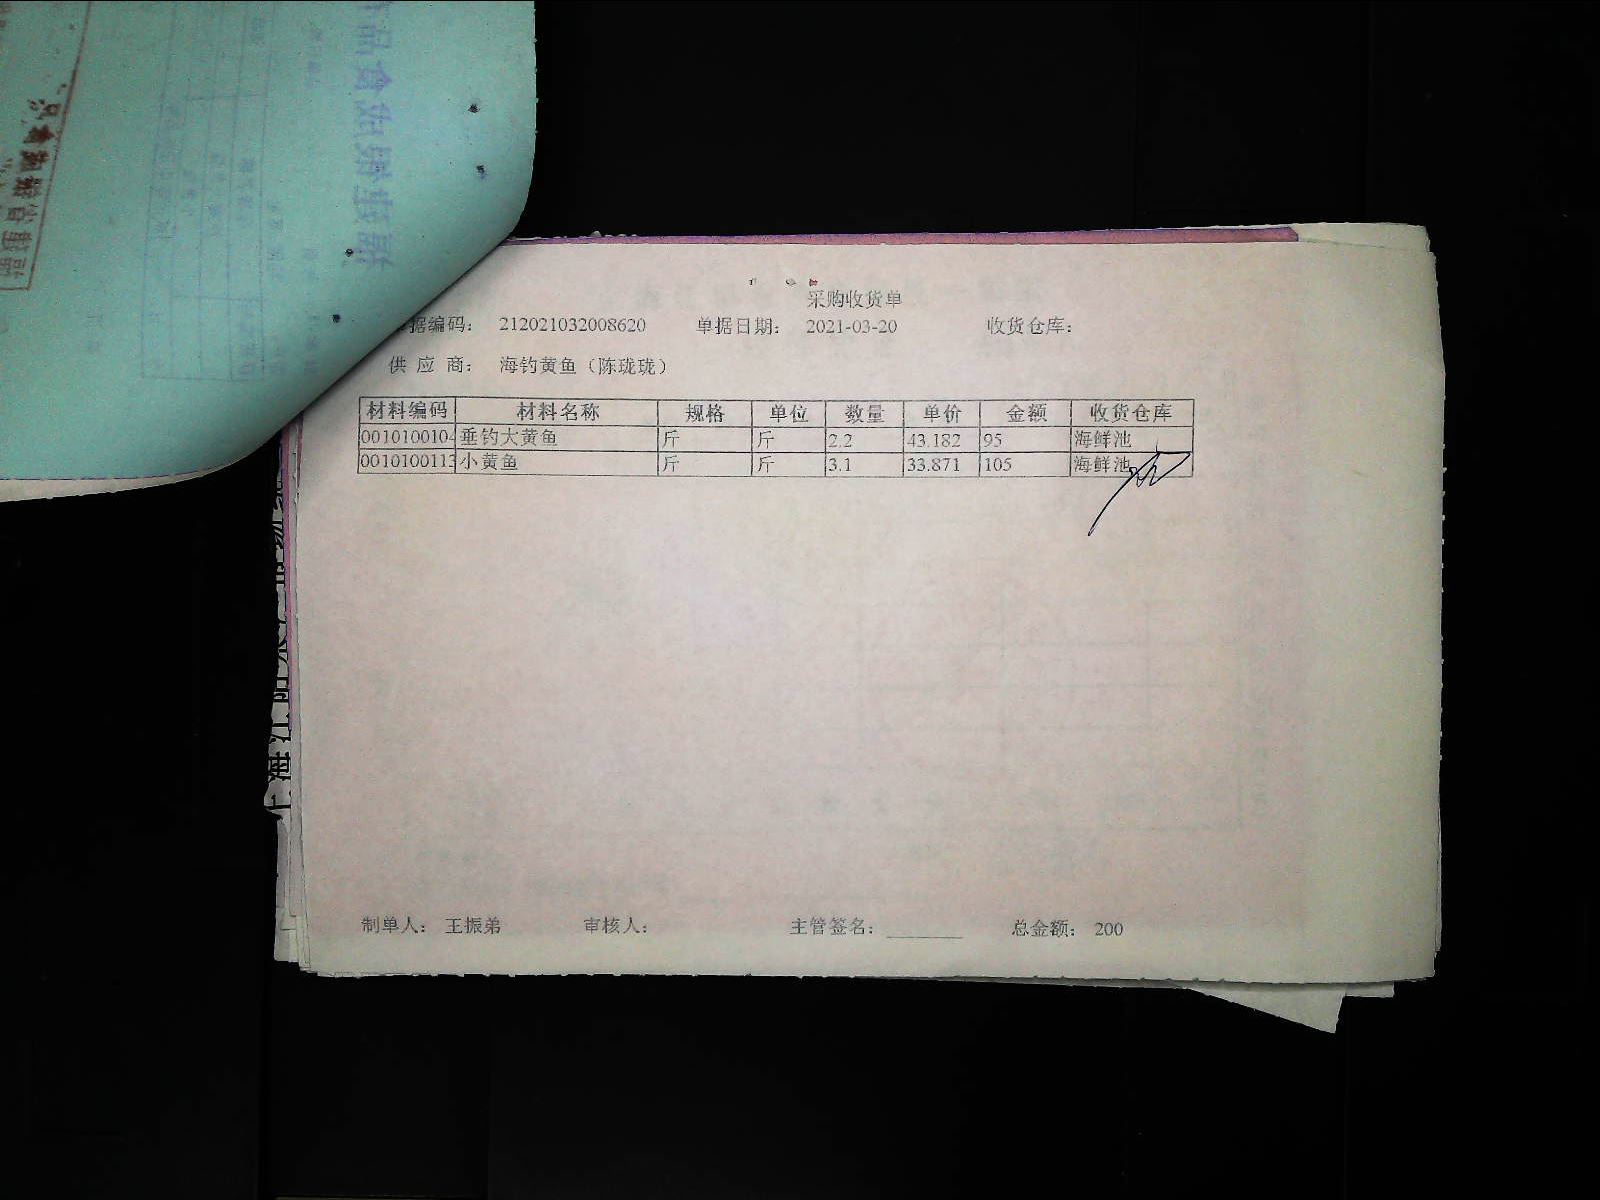 采购收货单
据编码： 212021032008620 单据日期： 2021-03-20 收货仓库：
供 应 商： 海钓黄鱼（陈珑珑）
材料编码 材料名称 规格 单位 数量 单价 金额 收货仓库
0010100104 垂钓大黄鱼 斤 斤 2.2 43.182 95 海鲜池
0010100113 小黄鱼 斤 斤 3.1 33.871 105 海鲜池
制单人： 王振弟 审核人： 主管签名： 总金额： 200